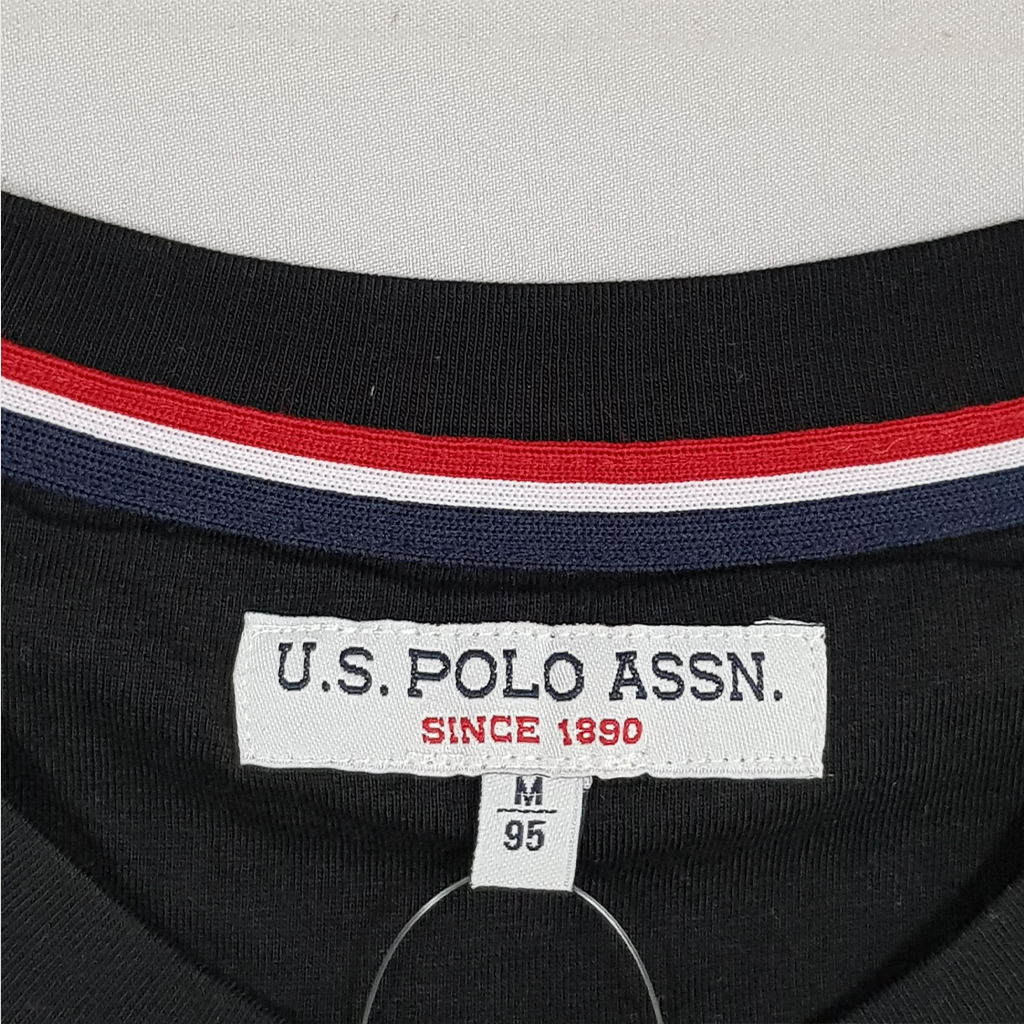 U.S. POLO ASSN.
SINCE 1890
M
95